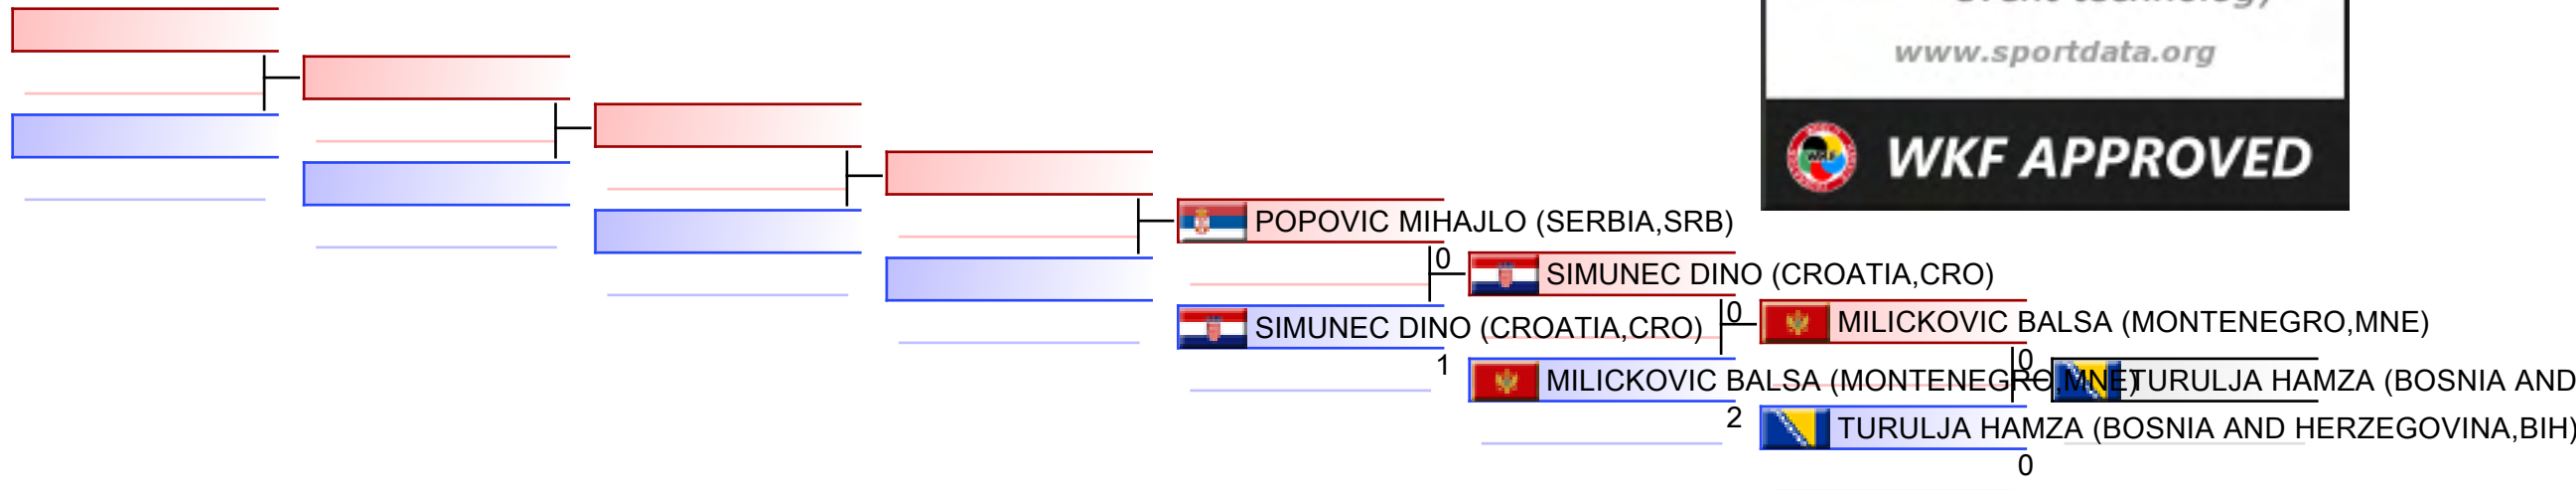 event technology
www.sportdata.org
WKF APPROVED
POPOVIC MIHAJLO (SERBIA,SRB)
0
SIMUNEC DINO (CROATIA,CRO)
SIMUNEC DINO (CROATIA,CRO)
1
0
MILICKOVIC BALSA (MONTENEGRO,MNE)
MILICKOVIC BALSA (MONTENEGRO,MNE)
2
0
TURULJA HAMZA (BOSNIA AND
TURULJA HAMZA (BOSNIA AND HERZEGOVINA,BIH)
0